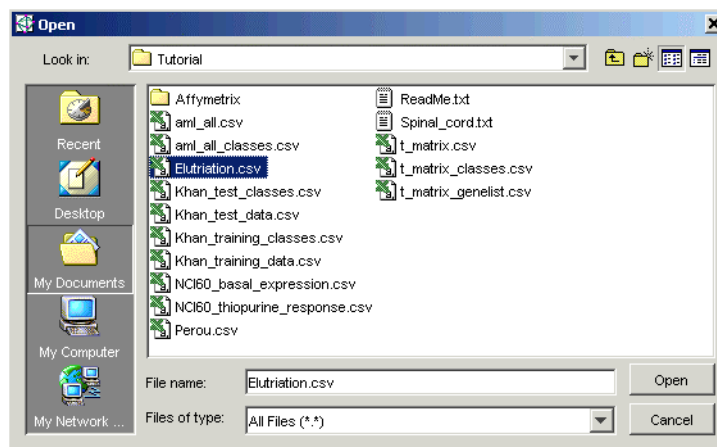 Open
Look in: Tutorial
Recent
Desktop
My Documents
My Computer
My Network ...
Affymetrix
aml_all.csv
aml_all_classes.csv
Elutriation.csv
Khan_test_classes.csv
Khan_test_data.csv
Khan_training_classes.csv
Khan_training_data.csv
NCI60_basal_expression.csv
NCI60_thiopurine_response.csv
Perou.csv
ReadMe.txt
Spinal_cord.txt
t_matrix.csv
t_matrix_classes.csv
t_matrix_genelist.csv
File name: Elutriation.csv Open
Files of type: All Files (*.*) Cancel